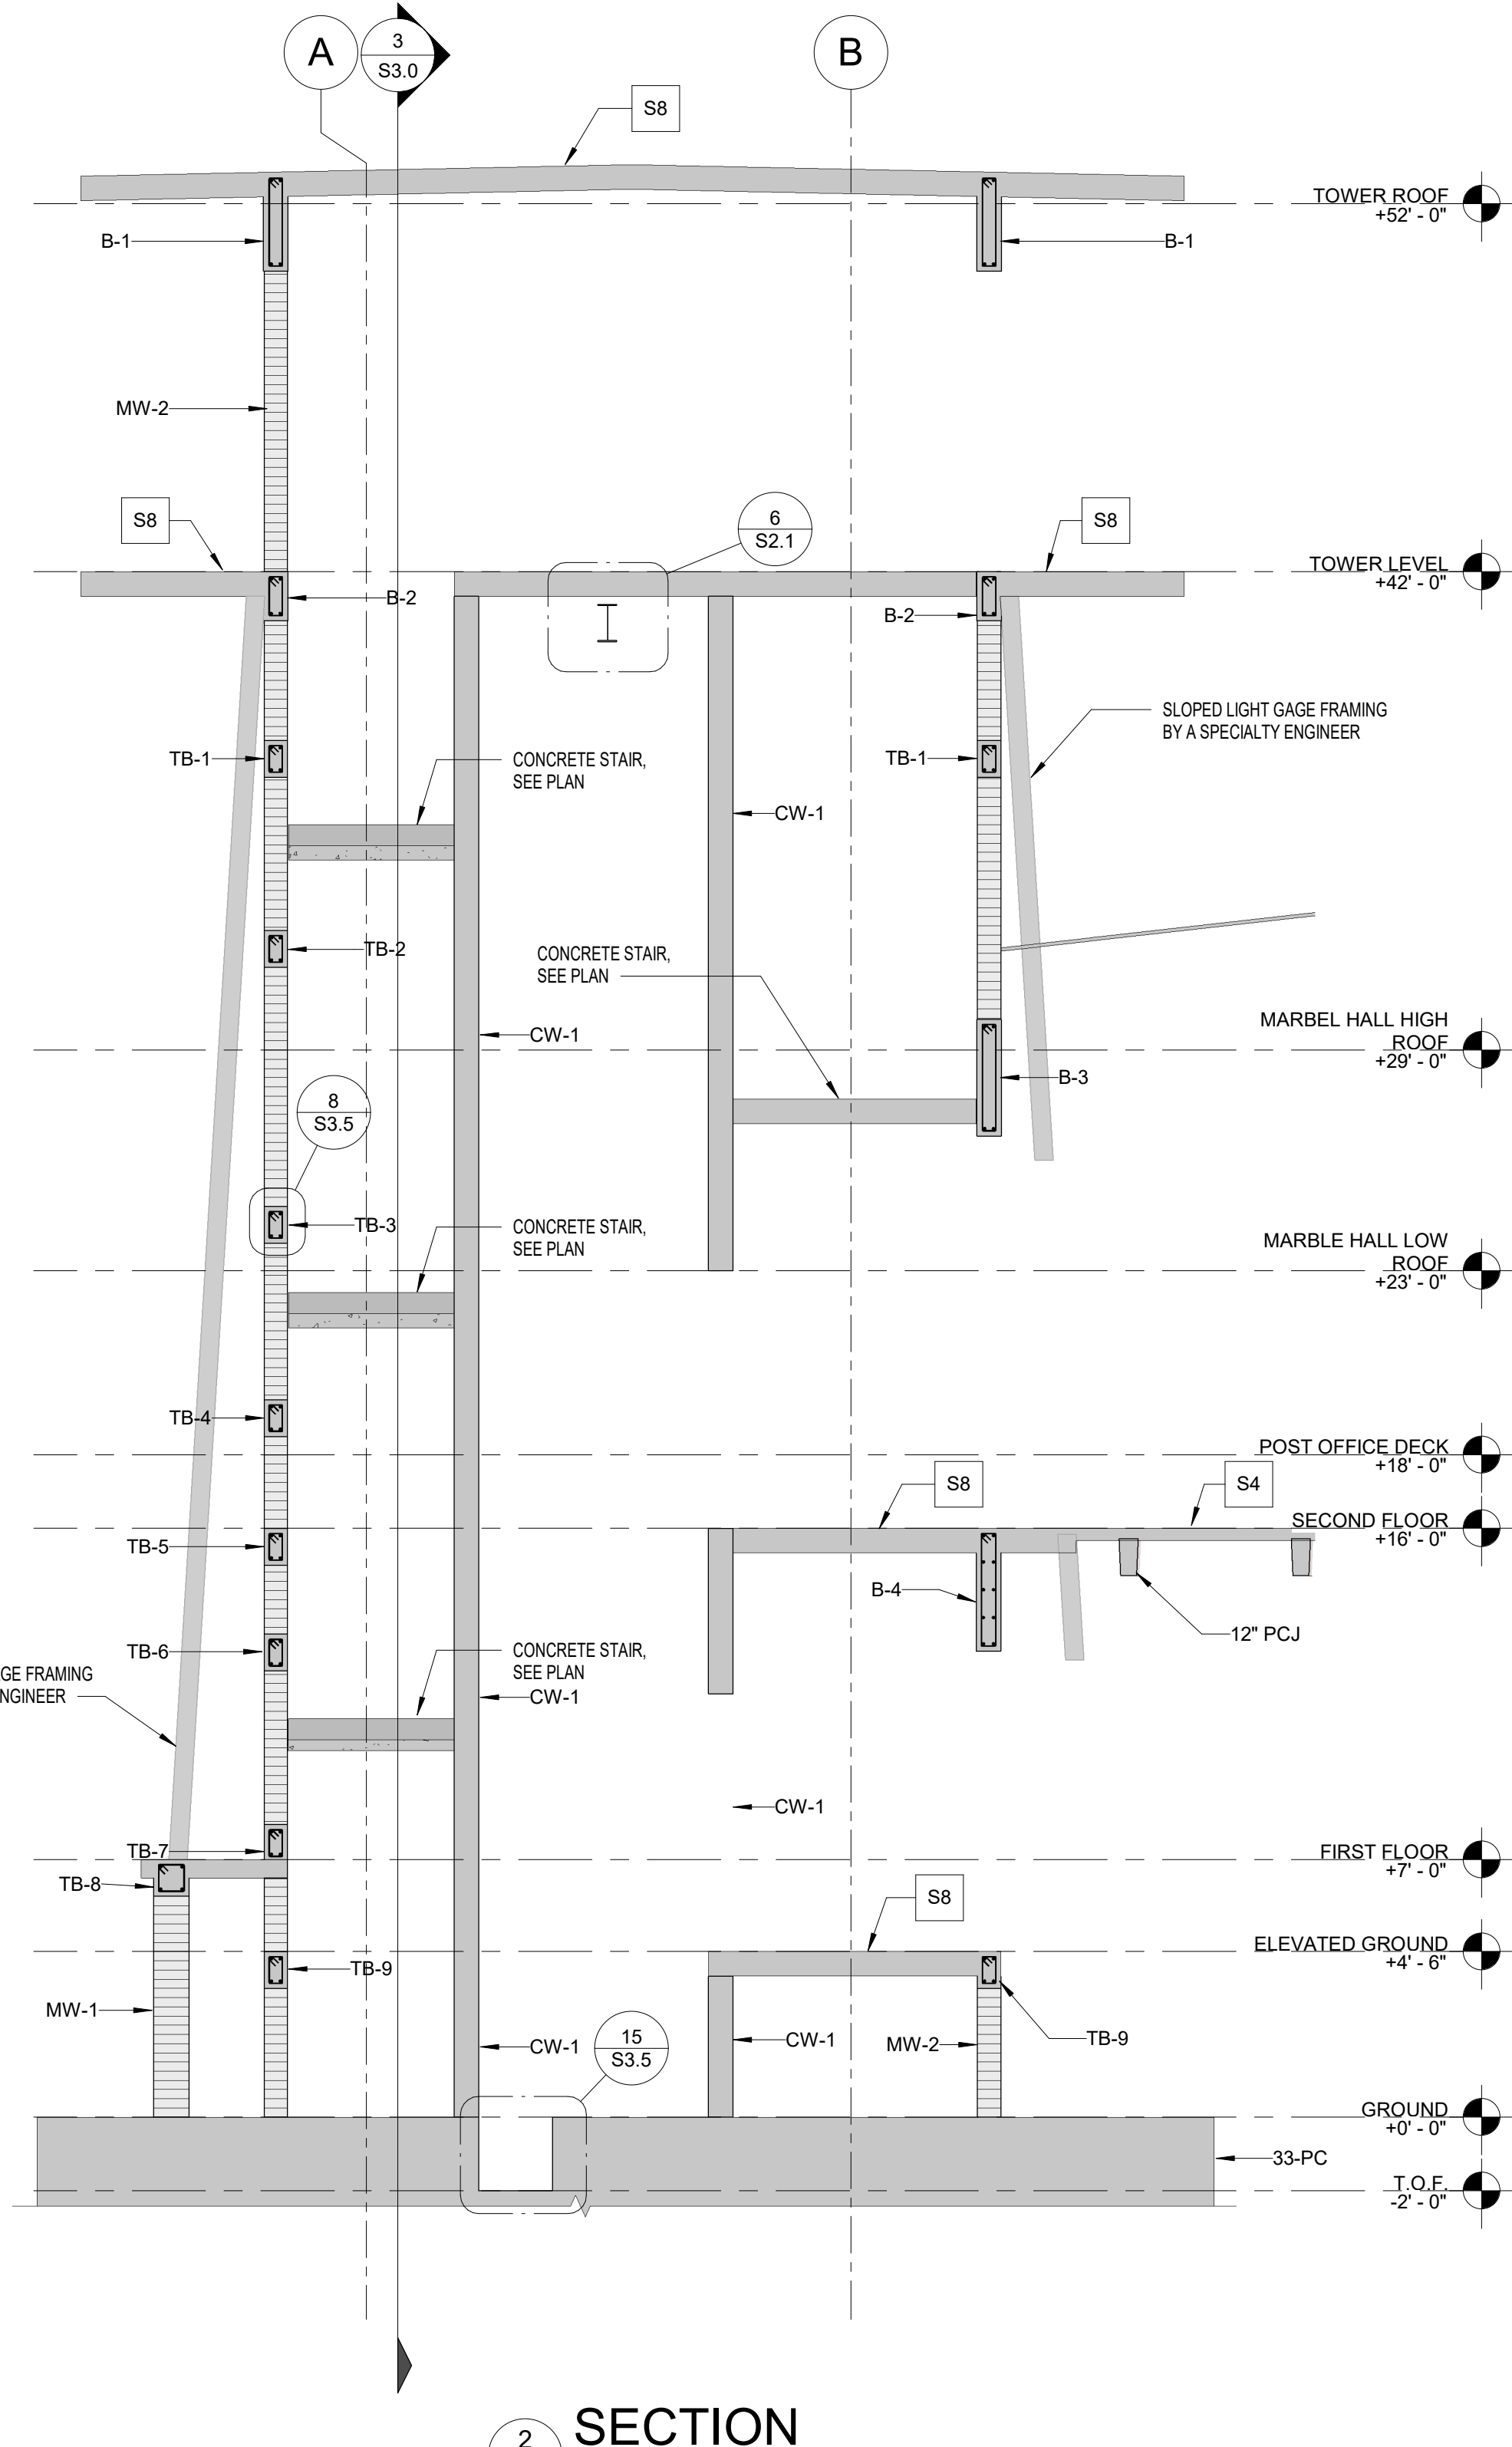 A
3
S3.0
B
S8
TOWER ROOF
+52' - 0"
B-1
B-1
MW-2
S8
6
S2.1
S8
TOWER LEVEL
+42' - 0"
B-2
B-2
SLOPED LIGHT GAGE FRAMING
BY A SPECIALTY ENGINEER
TB-1
CONCRETE STAIR,
SEE PLAN
TB-1
CW-1
TB-2
CONCRETE STAIR,
SEE PLAN
CW-1
MARBEL HALL HIGH
ROOF
+29' - 0"
B-3
8
S3.5
TB-3
CONCRETE STAIR,
SEE PLAN
MARBLE HALL LOW
ROOF
+23' - 0"
TB-4
POST OFFICE DECK
+18' - 0"
S8
S4
SECOND FLOOR
+16' - 0"
TB-5
B-4
12" PCJ
TB-6
CONCRETE STAIR,
SEE PLAN
GE FRAMING
NGINEER
CW-1
CW-1
TB-7
FIRST FLOOR
+7' - 0"
TB-8
S8
ELEVATED GROUND
+4' - 6"
TB-9
MW-1
CW-1
15
S3.5
CW-1
MW-2
TB-9
GROUND
+0' - 0"
33-PC
T.O.F.
-2' - 0"
2
SECTION